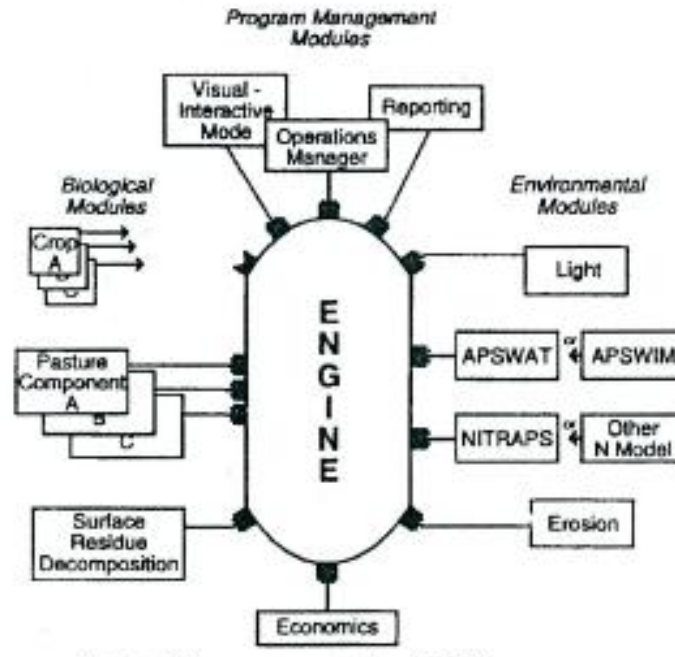 Program Management
Modules
Visual -
Interactive
Mode
Operations
Manager
Reporting
Biological
Modules
Environmental
Modules
Crop
A
C
Light
ENGINE
Pasture
Component
A
B
C
APSWAT
or
APSWIM
NITRAPS
or
Other
N Model
Surface
Residue
Decomposition
Erosion
Economics